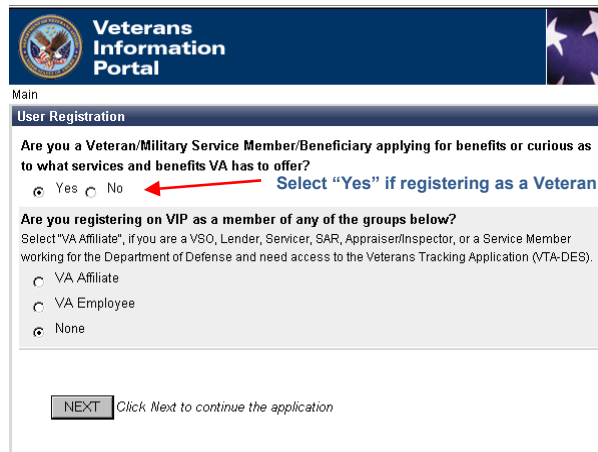 Veterans
Information
Portal
Main
User Registration
Are you a Veteran/Military Service Member/Beneficiary applying for benefits or curious as
to what services and benefits VA has to offer?
Yes No Select “Yes” if registering as a Veteran
Are you registering on VIP as a member of any of the groups below?
Select "VA Affiliate", if you are a VSO, Lender, Servicer, SAR, Appraiser/Inspector, or a Service Member
working for the Department of Defense and need access to the Veterans Tracking Application (VTA-DES).
VA Affiliate
VA Employee
None
NEXT Click Next to continue the application